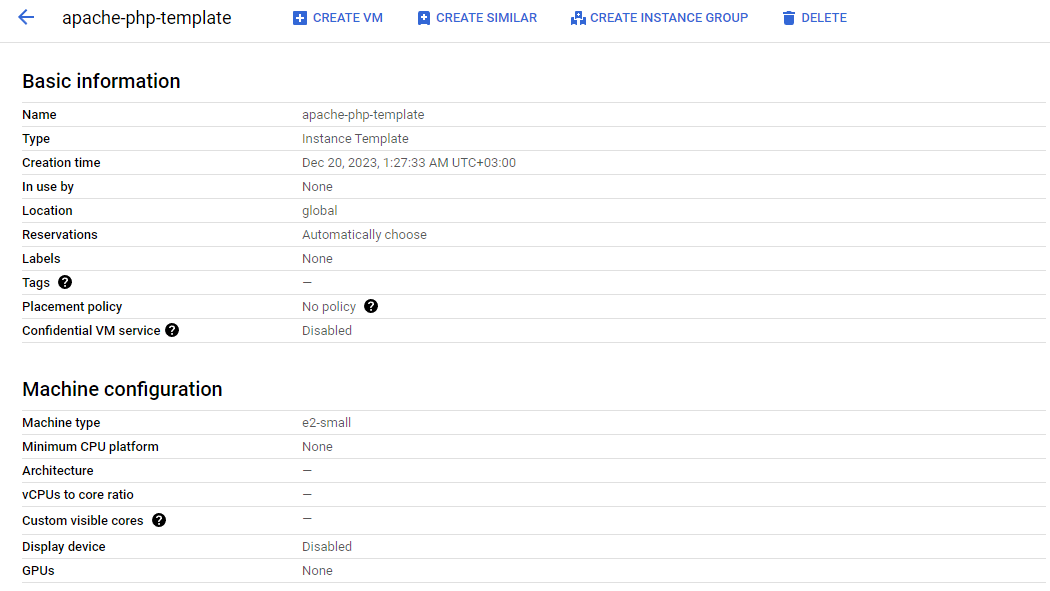 apache-php-template CREATE VM CREATE SIMILAR CREATE INSTANCE GROUP DELETE
Basic information
Name apache-php-template
Type Instance Template
Creation time Dec 20, 2023, 1:27:33 AM UTC+03:00
In use by None
Location global
Reservations Automatically choose
Labels None
Tags ? —
Placement policy No policy ?
Confidential VM service ? Disabled
Machine configuration
Machine type e2-small
Minimum CPU platform None
Architecture —
vCPUs to core ratio —
Custom visible cores ? —
Display device Disabled
GPUs None